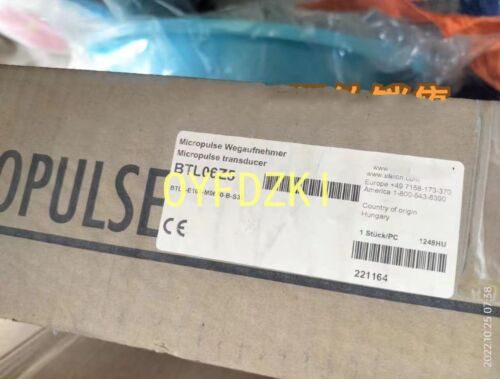 OPULSE
Micropulse Wegaufnehmer
Micropulse transducer
BTL06Z5
OYFDZKI
www
Europe +49 7158-173-370
America 1-800-543-8390
Country of origin
Hungary
1 Stück/PC
1248HU
CE
221164
2022.10.25 07:38